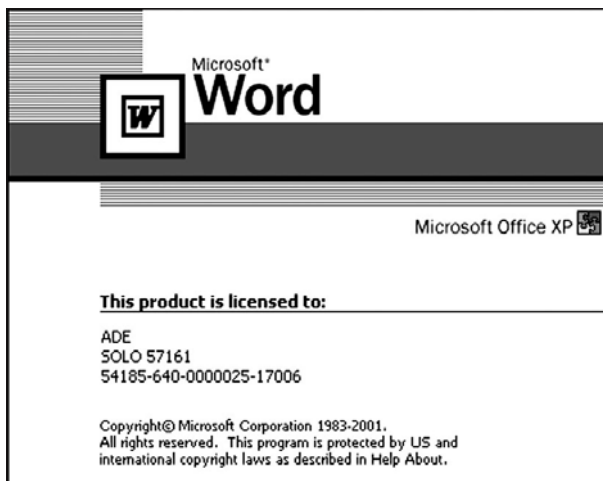 Microsoft®
Word
Microsoft Office XP
This product is licensed to:
ADE
SOLO 57161
54185-640-0000025-17006
Copyright© Microsoft Corporation 1983-2001.
All rights reserved.  This program is protected by US and
international copyright laws as described in Help About.